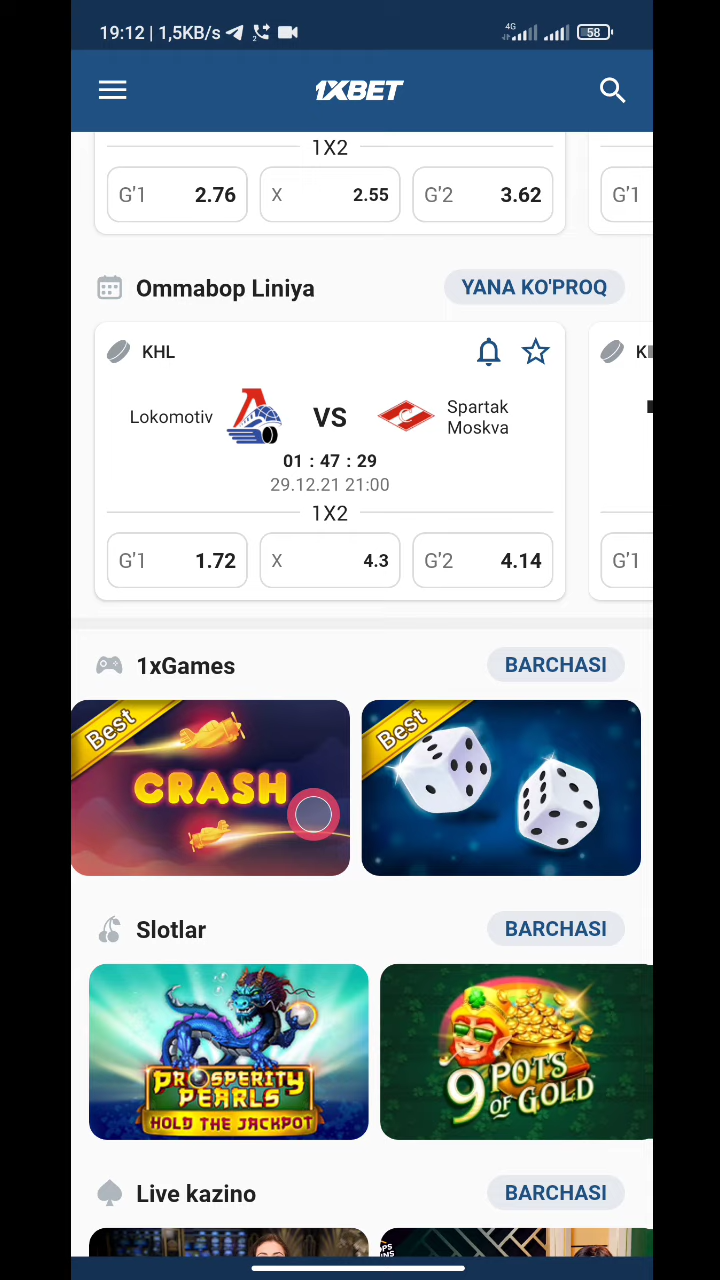 19:12 | 1,5KB/s
4G
58
1XBET
1X2
G'1 2.76
X 2.55
G'2 3.62
G'1
Ommabop Liniya
YANA KO'PROQ
KHL
Lokomotiv
VS
Spartak
Moskva
01 : 47 : 29
29.12.21 21:00
1X2
G'1 1.72
X 4.3
G'2 4.14
G'1
1xGames
BARCHASI
Best
CRASH
Best
Slotlar
BARCHASI
PROSPERITY
PEARLS
HOLD THE JACKPOT
9 POTS
OF GOLD
Live kazino
BARCHASI